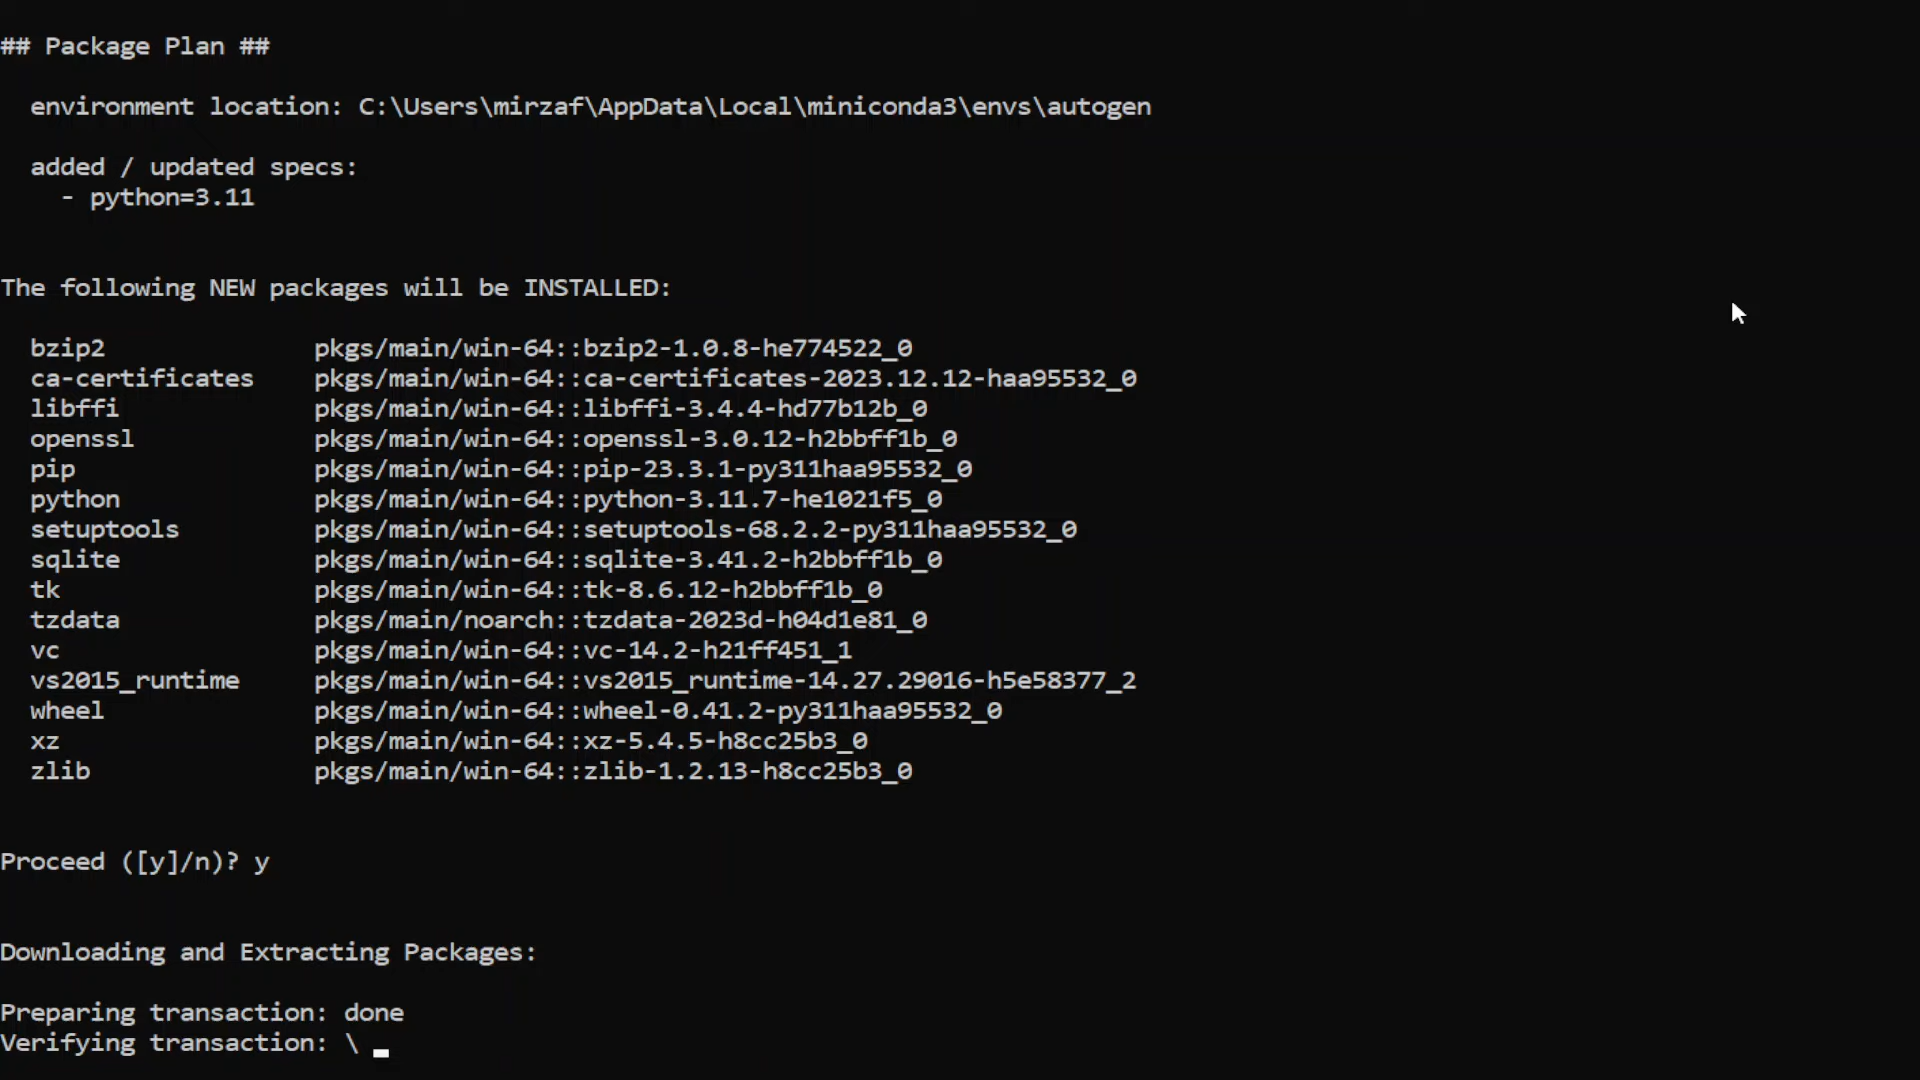 ## Package Plan ##
environment location: C:\Users\mirzaf\AppData\Local\miniconda3\envs\autogen
added / updated specs:
- python=3.11
The following NEW packages will be INSTALLED:
bzip2 pkgs/main/win-64::bzip2-1.0.8-he774522_0
ca-certificates pkgs/main/win-64::ca-certificates-2023.12.12-haa95532_0
libffi pkgs/main/win-64::libffi-3.4.4-hd77b12b_0
openssl pkgs/main/win-64::openssl-3.0.12-h2bbff1b_0
pip pkgs/main/win-64::pip-23.3.1-py311haa95532_0
python pkgs/main/win-64::python-3.11.7-he1021f5_0
setuptools pkgs/main/win-64::setuptools-68.2.2-py311haa95532_0
sqlite pkgs/main/win-64::sqlite-3.41.2-h2bbff1b_0
tk pkgs/main/win-64::tk-8.6.12-h2bbff1b_0
tzdata pkgs/main/noarch::tzdata-2023d-h04d1e81_0
vc pkgs/main/win-64::vc-14.2-h21ff451_1
vs2015_runtime pkgs/main/win-64::vs2015_runtime-14.27.29016-h5e58377_2
wheel pkgs/main/win-64::wheel-0.41.2-py311haa95532_0
xz pkgs/main/win-64::xz-5.4.5-h8cc25b3_0
zlib pkgs/main/win-64::zlib-1.2.13-h8cc25b3_0
Proceed ([y]/n)? y
Downloading and Extracting Packages:
Preparing transaction: done
Verifying transaction: \